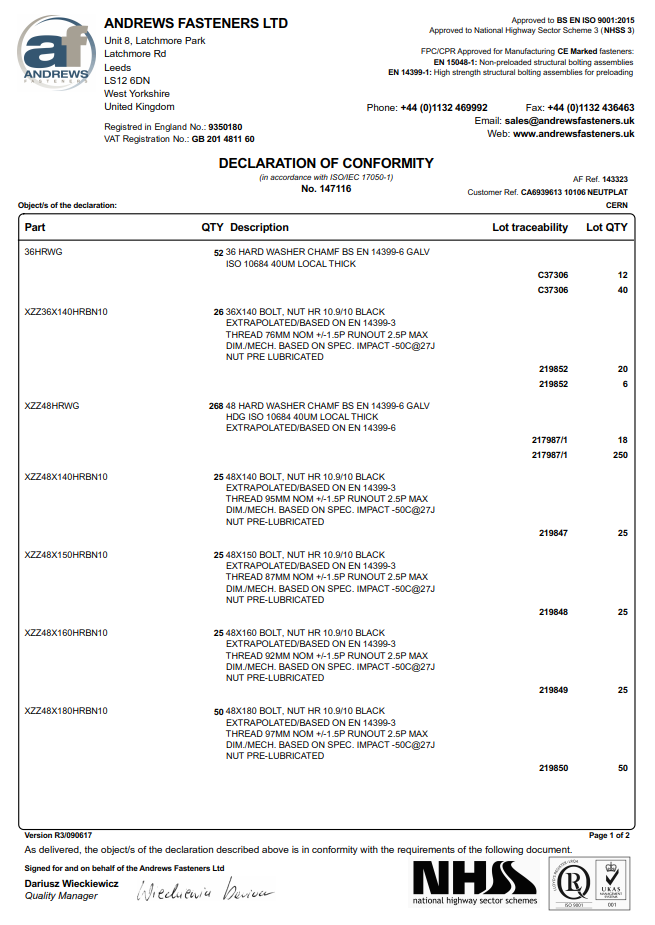 af
ANDREWS
FASTENERS
ANDREWS FASTENERS LTD
Unit 8, Latchmore Park
Latchmore Rd
Leeds
LS12 6DN
West Yorkshire
United Kingdom
Registered in England No.: 9350180
VAT Registration No.: GB 201 4811 60
Approved to BS EN ISO 9001:2015
Approved to National Highway Sector Scheme 3 (NHSS 3)
FPC/CPR Approved for Manufacturing CE Marked fasteners:
EN 15048-1: Non-preloaded structural bolting assemblies
EN 14399-1: High strength structural bolting assemblies for preloading
Phone: +44 (0)1132 469992 Fax: +44 (0)1132 436463
Email: sales@andrewsfasteners.uk
Web: www.andrewsfasteners.uk
DECLARATION OF CONFORMITY
(in accordance with ISO/IEC 17050-1)
No. 147116
AF Ref. 143323
Customer Ref. CA6939613 10106 NEUTPLAT
Object/s of the declaration: CERN
Part QTY Description Lot traceability Lot QTY
36HRWG 52 36 HARD WASHER CHAMF BS EN 14399-6 GALV
ISO 10684 40UM LOCAL THICK
C37306 12
C37306 40
XZZ36X140HRBN10 26 36X140 BOLT, NUT HR 10.9/10 BLACK
EXTRAPOLATED/BASED ON EN 14399-3
THREAD 76MM NOM +/-1.5P RUNOUT 2.5P MAX
DIM./MECH. BASED ON SPEC. IMPACT -50C@27J
NUT PRE LUBRICATED
219852 20
219852 6
XZZ48HRWG 268 48 HARD WASHER CHAMF BS EN 14399-6 GALV
HDG ISO 10684 40UM LOCAL THICK
EXTRAPOLATED/BASED ON EN 14399-6
217987/1 18
217987/1 250
XZZ48X140HRBN10 25 48X140 BOLT, NUT HR 10.9/10 BLACK
EXTRAPOLATED/BASED ON EN 14399-3
THREAD 95MM NOM +/-1.5P RUNOUT 2.5P MAX
DIM./MECH. BASED ON SPEC. IMPACT -50C@27J
NUT PRE-LUBRICATED
219847 25
XZZ48X150HRBN10 25 48X150 BOLT, NUT HR 10.9/10 BLACK
EXTRAPOLATED/BASED ON EN 14399-3
THREAD 87MM NOM +/-1.5P RUNOUT 2.5P MAX
DIM./MECH. BASED ON SPEC. IMPACT -50C@27J
NUT PRE-LUBRICATED
219848 25
XZZ48X160HRBN10 25 48X160 BOLT, NUT HR 10.9/10 BLACK
EXTRAPOLATED/BASED ON EN 14399-3
THREAD 92MM NOM +/-1.5P RUNOUT 2.5P MAX
DIM./MECH. BASED ON SPEC. IMPACT -50C@27J
NUT PRE-LUBRICATED
219849 25
XZZ48X180HRBN10 50 48X180 BOLT, NUT HR 10.9/10 BLACK
EXTRAPOLATED/BASED ON EN 14399-3
THREAD 97MM NOM +/-1.5P RUNOUT 2.5P MAX
DIM./MECH. BASED ON SPEC. IMPACT -50C@27J
NUT PRE-LUBRICATED
219850 50
Version R3/090617 Page 1 of 2
As delivered, the object/s of the declaration described above is in conformity with the requirements of the following document.
Signed for and on behalf of the Andrews Fasteners Ltd
Dariusz Wieckiewicz
Quality Manager
NHSS
national highway sector schemes
ISO 9001
UKAS
MANAGEMENT
SYSTEMS
001